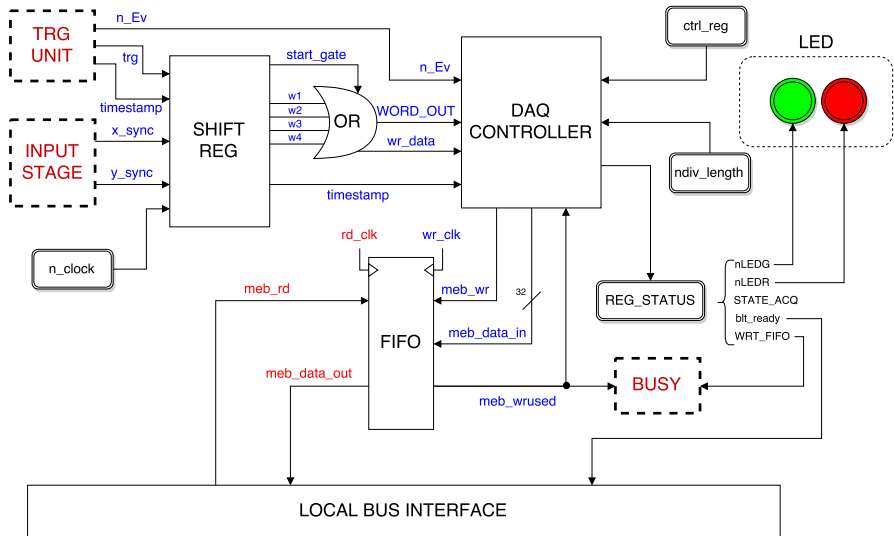 n_Ev
ctrl_reg
TRG
UNIT
LED
trg
start_gate
n_Ev
timestamp
w1
w2
w3
w4
OR
WORD_OUT
DAQ
CONTROLLER
x_sync
SHIFT
REG
wr_data
INPUT
STAGE
y_sync
ndiv_length
timestamp
rd_clk
wr_clk
n_clock
nLEDG
nLEDR
meb_rd
meb_wr
32
REG_STATUS
STATE_ACQ
blt_ready
WRT_FIFO
FIFO
meb_data_in
meb_data_out
BUSY
meb_wrused
LOCAL BUS INTERFACE